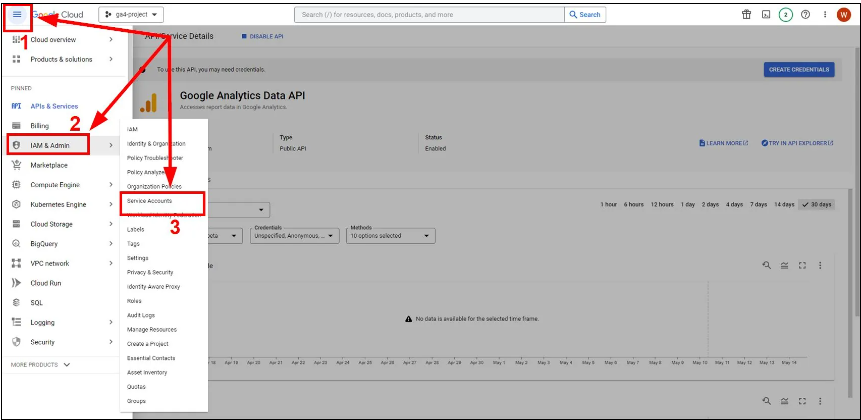 Google Cloud
ga4-project
Search (/) for resources, docs, products, and more
Search
2
W
1
Cloud overview
Products & solutions
PINNED
APIs & Services
Billing
2
IAM & Admin
Marketplace
Compute Engine
Kubernetes Engine
Cloud Storage
BigQuery
VPC network
Cloud Run
SQL
Logging
Security
MORE PRODUCTS
IAM
Identity & Organization
Policy Troubleshooter
Policy Analyzer
Organization Policies
Service Accounts
3
Labels
Tags
Settings
Privacy & Security
Identity-Aware Proxy
Roles
Audit Logs
Manage Resources
Create a Project
Essential Contacts
Asset Inventory
Quotas
Groups
API/Service Details
DISABLE API
To use this API, you may need credentials.
CREATE CREDENTIALS
Google Analytics Data API
Accesses report data in Google Analytics.
Type
Public API
Status
Enabled
LEARN MORE
TRY IN API EXPLORER
1 hour 6 hours 12 hours 1 day 2 days 4 days 7 days 14 days 30 days
Credentials
Unspecified, Anonymous, ...
Methods
10 options selected
No data is available for the selected time frame.
Apr 16 Apr 20 Apr 21 Apr 22 Apr 23 Apr 24 Apr 25 Apr 26 Apr 27 Apr 28 Apr 29 Apr 30 May 1 May 2 May 3 May 4 May 5 May 6 May 7 May 8 May 9 May 10 May 11 May 12 May 13 May 14